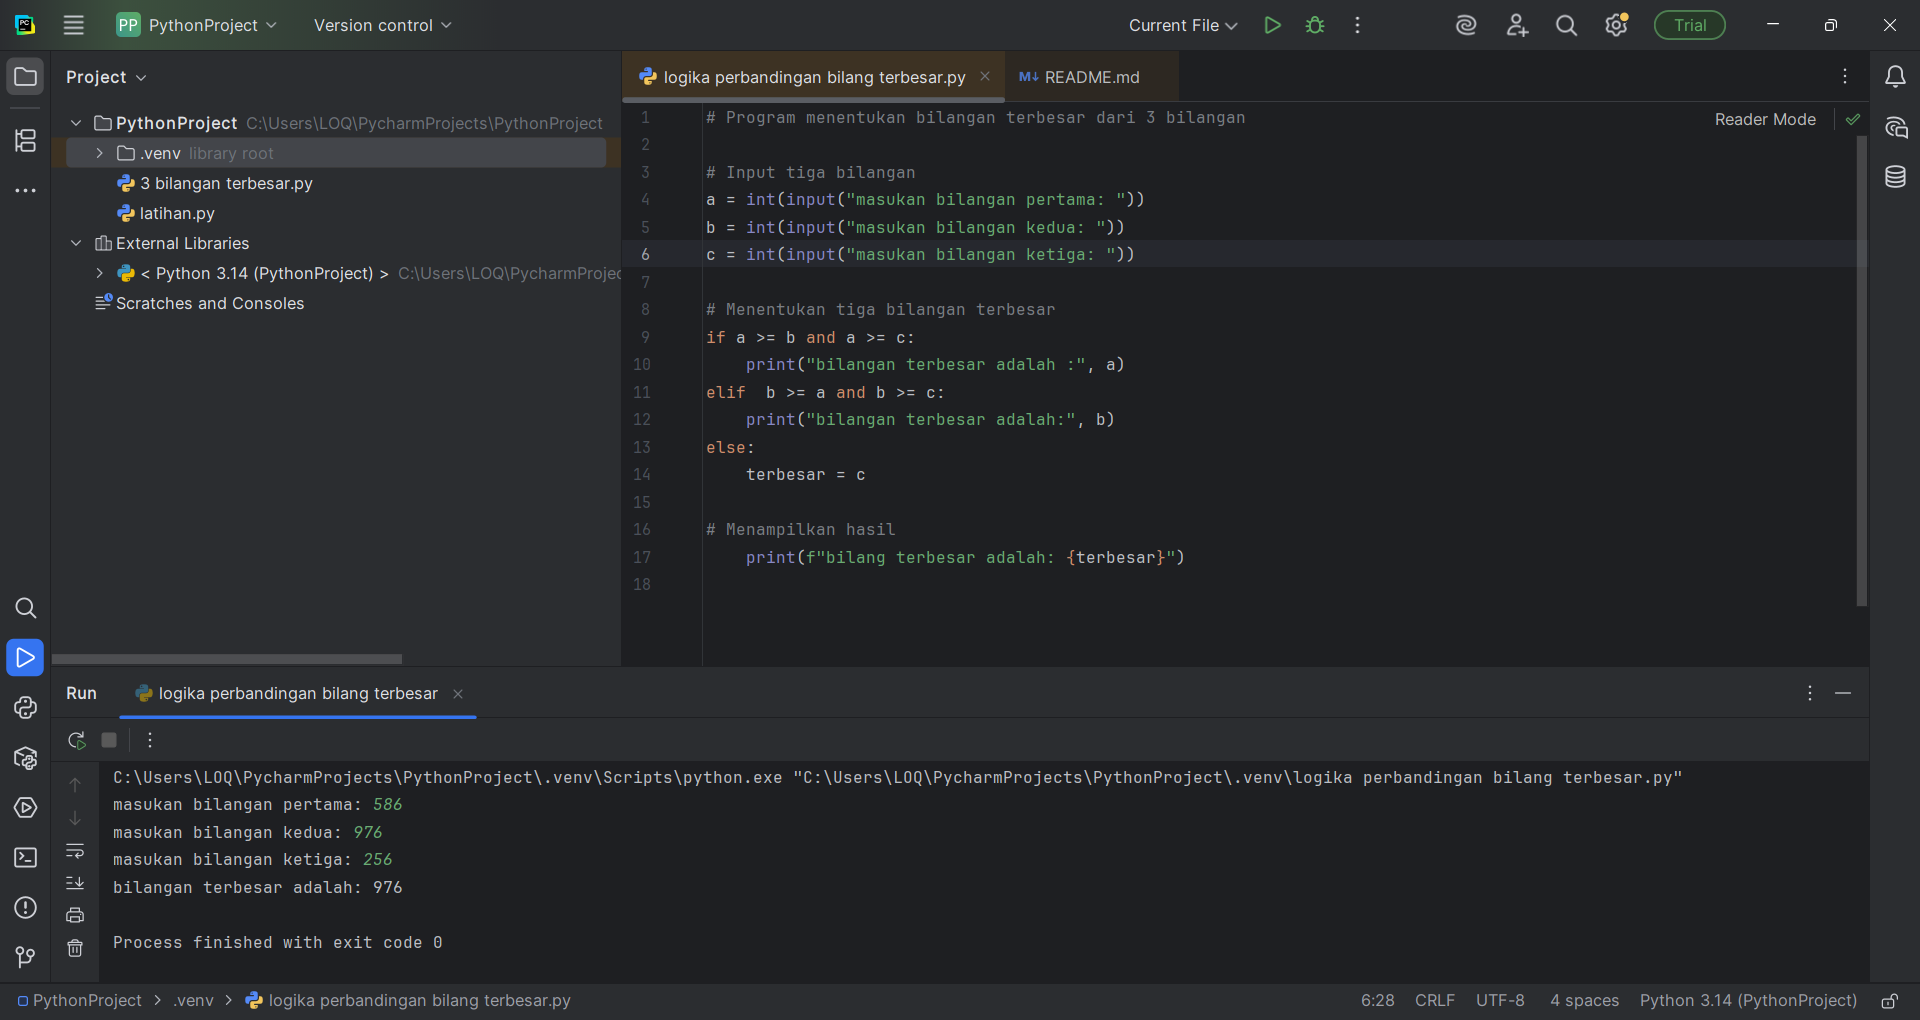 PC
PP PythonProject
Version control
Current File
Trial
Project
logika perbandingan bilang terbesar.py
M↓ README.md
PythonProject C:\Users\LOQ\PycharmProjects\PythonProject
.venv library root
3 bilangan terbesar.py
latihan.py
External Libraries
< Python 3.14 (PythonProject) > C:\Users\LOQ\PycharmProjec
Scratches and Consoles
Reader Mode
1 # Program menentukan bilangan terbesar dari 3 bilangan
2
3 # Input tiga bilangan
4 a = int(input("masukan bilangan pertama: "))
5 b = int(input("masukan bilangan kedua: "))
6 c = int(input("masukan bilangan ketiga: "))
7
8 # Menentukan tiga bilangan terbesar
9 if a >= b and a >= c:
10     print("bilangan terbesar adalah :", a)
11 elif  b >= a and b >= c:
12     print("bilangan terbesar adalah:", b)
13 else:
14     terbesar = c
15
16 # Menampilkan hasil
17     print(f"bilang terbesar adalah: {terbesar}")
18
Run
logika perbandingan bilang terbesar
C:\Users\LOQ\PycharmProjects\PythonProject\.venv\Scripts\python.exe "C:\Users\LOQ\PycharmProjects\PythonProject\.venv\logika perbandingan bilang terbesar.py"
masukan bilangan pertama: 586
masukan bilangan kedua: 976
masukan bilangan ketiga: 256
bilangan terbesar adalah: 976
Process finished with exit code 0
PythonProject > .venv > logika perbandingan bilang terbesar.py
6:28 CRLF UTF-8 4 spaces Python 3.14 (PythonProject)